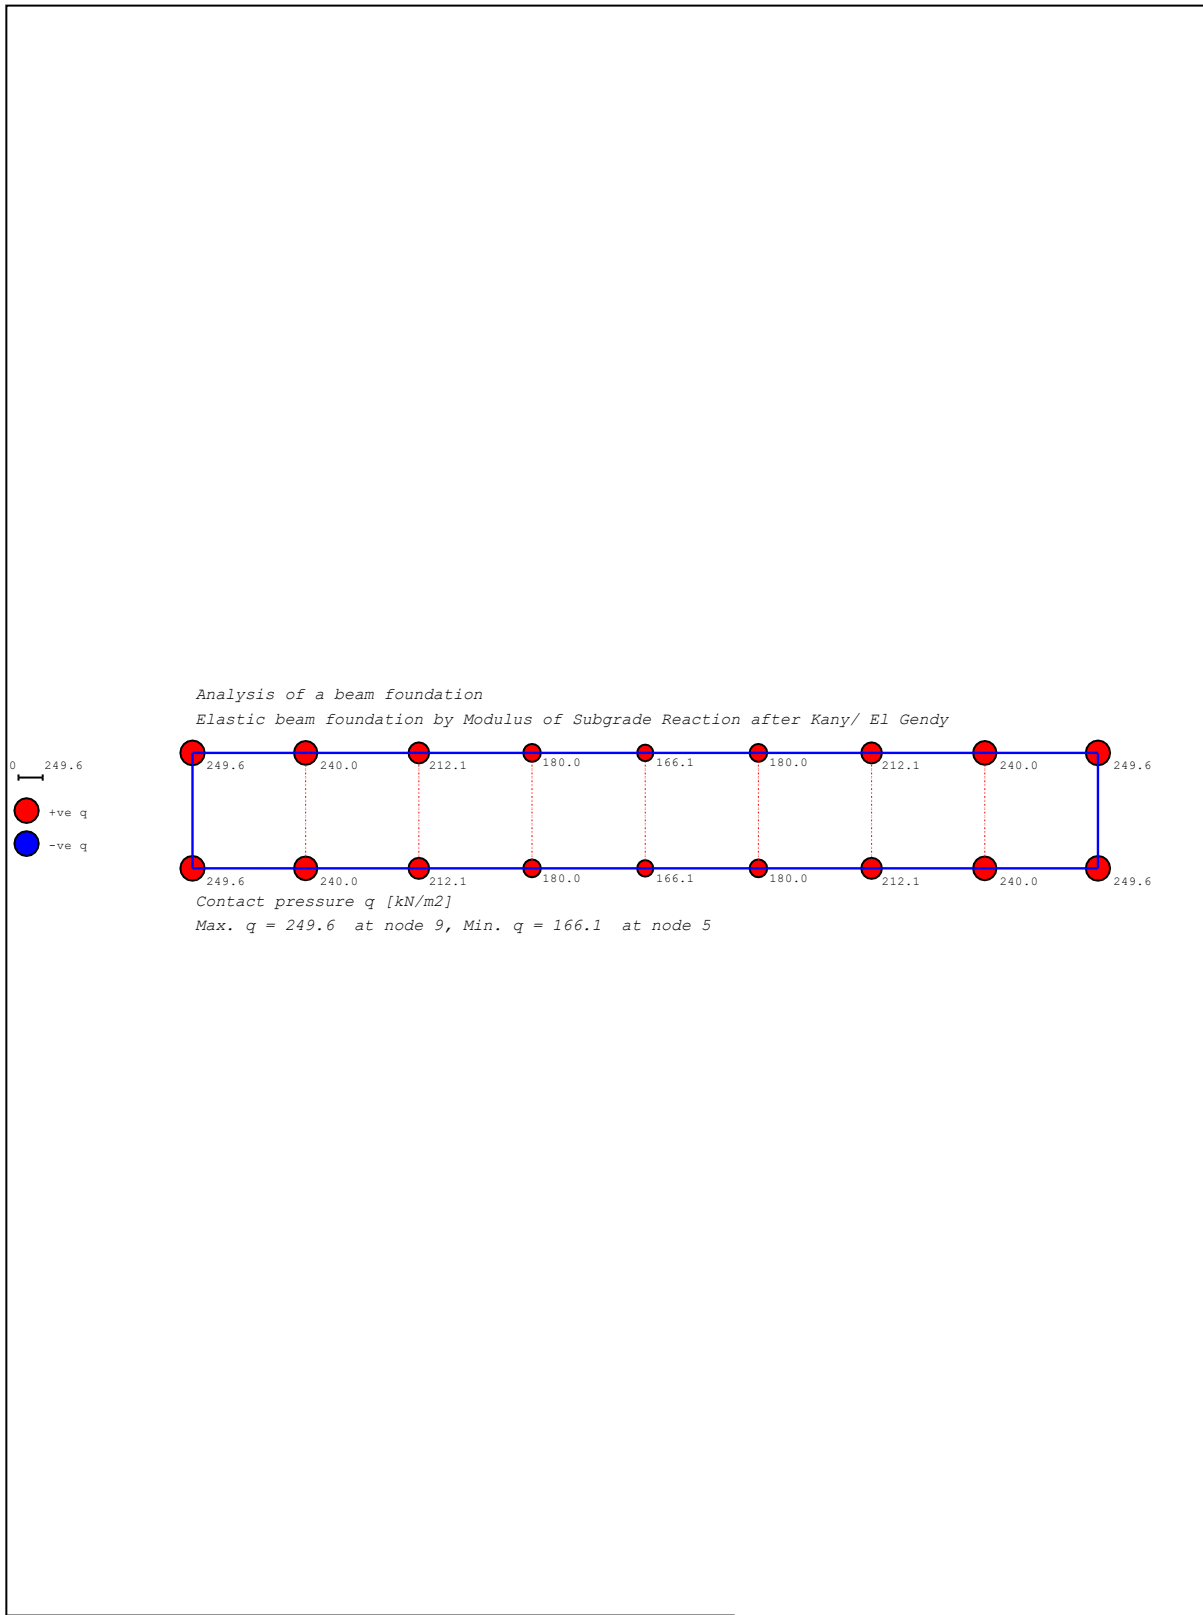 Analysis of a beam foundation
Elastic beam foundation by Modulus of Subgrade Reaction after Kany/ El Gendy
0 249.6
249.6 240.0 212.1 180.0 166.1 180.0 212.1 240.0 249.6
+ve q
-ve q
249.6 240.0 212.1 180.0 166.1 180.0 212.1 240.0 249.6
Contact pressure q [kN/m2]
Max. q = 249.6 at node 9, Min. q = 166.1 at node 5